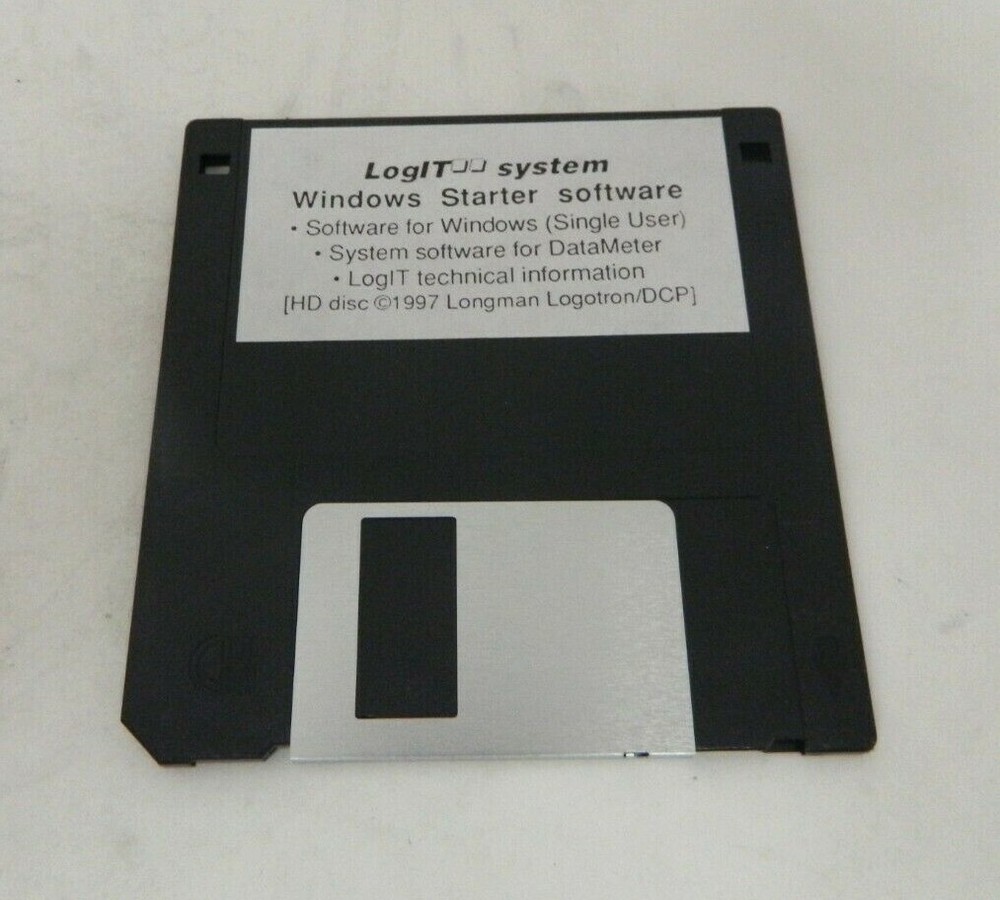 LogIT❏❏ system
Windows Starter software
• Software for Windows (Single User)
• System software for DataMeter
• LogIT technical information
[HD disc ©1997 Longman Logotron/DCP]